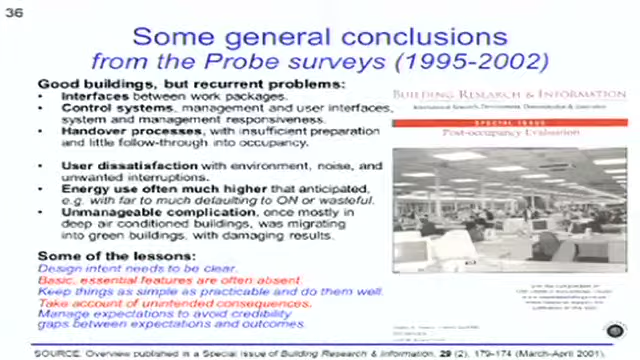 36
Some general conclusions
from the Probe surveys (1995-2002)
Good buildings, but recurrent problems:
• Interfaces between work packages.
• Control systems, management and user interfaces,
system and management responsiveness.
• Handover processes, with insufficient preparation
and little follow-through into occupancy.
• User dissatisfaction with environment, noise, and
unwanted interruptions.
• Energy use often much higher that anticipated,
e.g. with far to much defaulting to ON or wasteful.
• Unmanageable complication, once mostly in
deep air conditioned buildings, was migrating
into green buildings, with damaging results.
Some of the lessons:
Design intent needs to be clear.
Basic, essential features are often absent.
Keep things as simple as practicable and do them well.
Take account of unintended consequences.
Manage expectations to avoid credibility
gaps between expectations and outcomes.
BUILDING RESEARCH & INFORMATION
International Research, Development, Demonstration & Innovation
SPECIAL ISSUE
Post-occupancy Evaluation
SOURCE: Overview published in a Special Issue of Building Research & Information, 29 (2), 179-174 (March-April 2001).